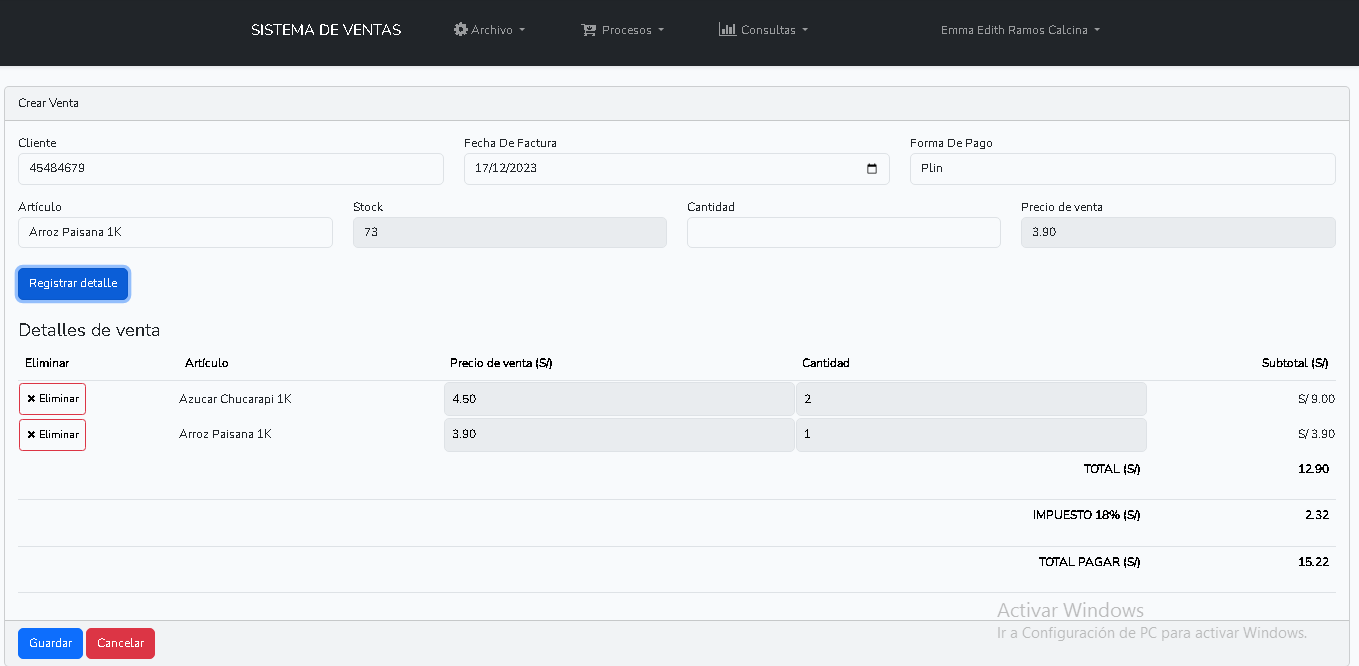 SISTEMA DE VENTAS Archivo Procesos Consultas Emma Edith Ramos Calcina
Crear Venta
Cliente Fecha De Factura Forma De Pago
45484679 17/12/2023 Plin
Artículo Stock Cantidad Precio de venta
Arroz Paisana 1K 73 3.90
Registrar detalle
Detalles de venta
Eliminar Artículo Precio de venta (S/) Cantidad Subtotal (S/)
Eliminar Azucar Chucarapi 1K 4.50 2 S/ 9.00
Eliminar Arroz Paisana 1K 3.90 1 S/ 3.90
TOTAL (S/) 12.90
IMPUESTO 18% (S/) 2.32
TOTAL PAGAR (S/) 15.22
Activar Windows
Ir a Configuración de PC para activar Windows.
Guardar Cancelar